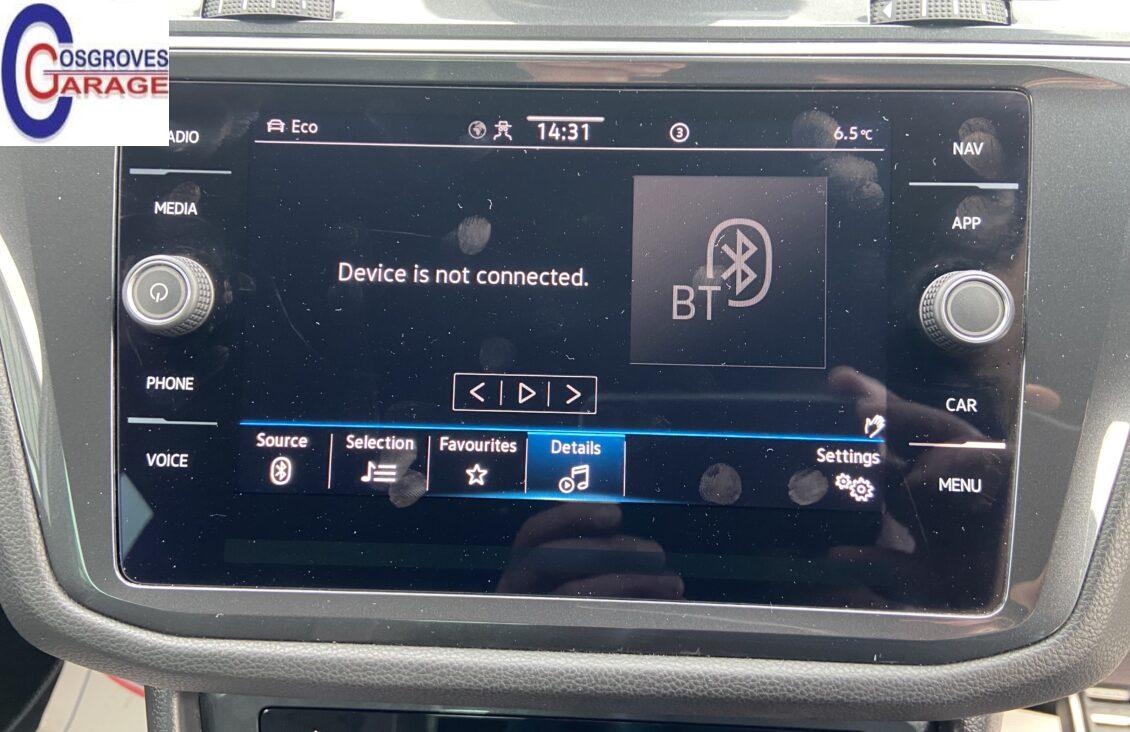 COSGROVES
GARAGE
ADIO
MEDIA
PHONE
VOICE
Eco
14:31
3
6.5°C
Device is not connected.
BT
Source
Selection
Favourites
Details
Settings
NAV
APP
CAR
MENU